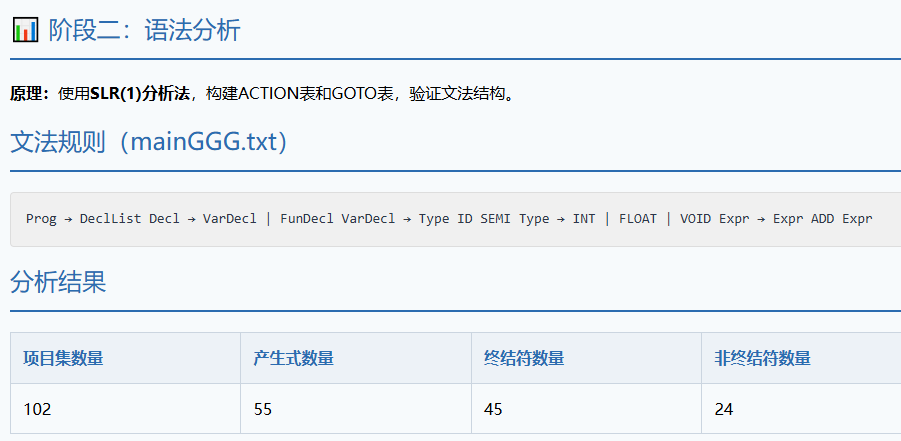 📊 阶段二：语法分析
原理：使用SLR(1)分析法，构建ACTION表和GOTO表，验证文法结构。
文法规则（mainGGG.txt）
Prog → DeclList Decl → VarDecl | FunDecl VarDecl → Type ID SEMI Type → INT | FLOAT | VOID Expr → Expr ADD Expr
分析结果
项目集数量 产生式数量 终结符数量 非终结符数量
102 55 45 24